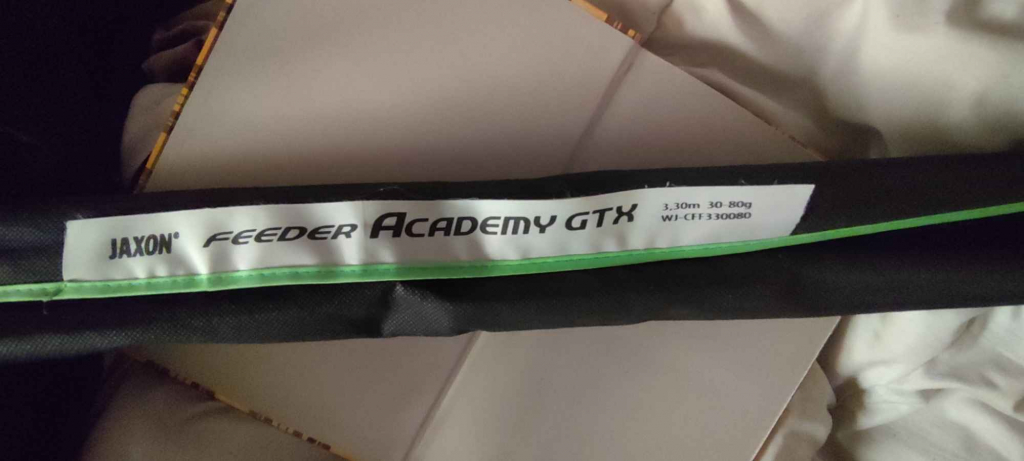 JAXON® FEEDER ACADEMY GTX
3,30m 30-80g
WJ-CFF330080